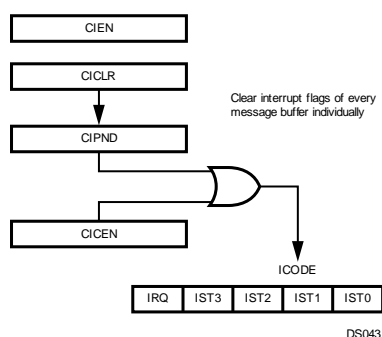 CIEN
CICLR
Clear interrupt flags of every
message buffer individually
CIPND
CICEN
ICODE
IRQ IST3 IST2 IST1 IST0
DS043